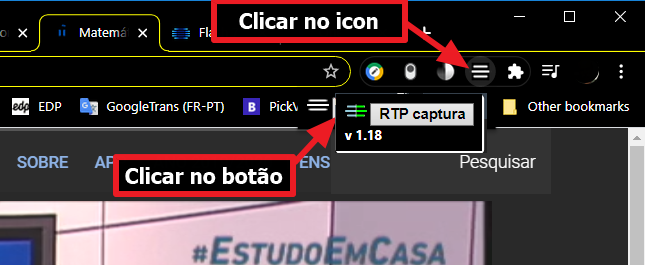 Clicar no icon
Matemá
Fla
edp EDP
GoogleTrans (FR-PT)
B PickV
Other bookmarks
RTP captura
v 1.18
SOBRE
ENS
Pesquisar
Clicar no botão
#ESTUDOEMCASA